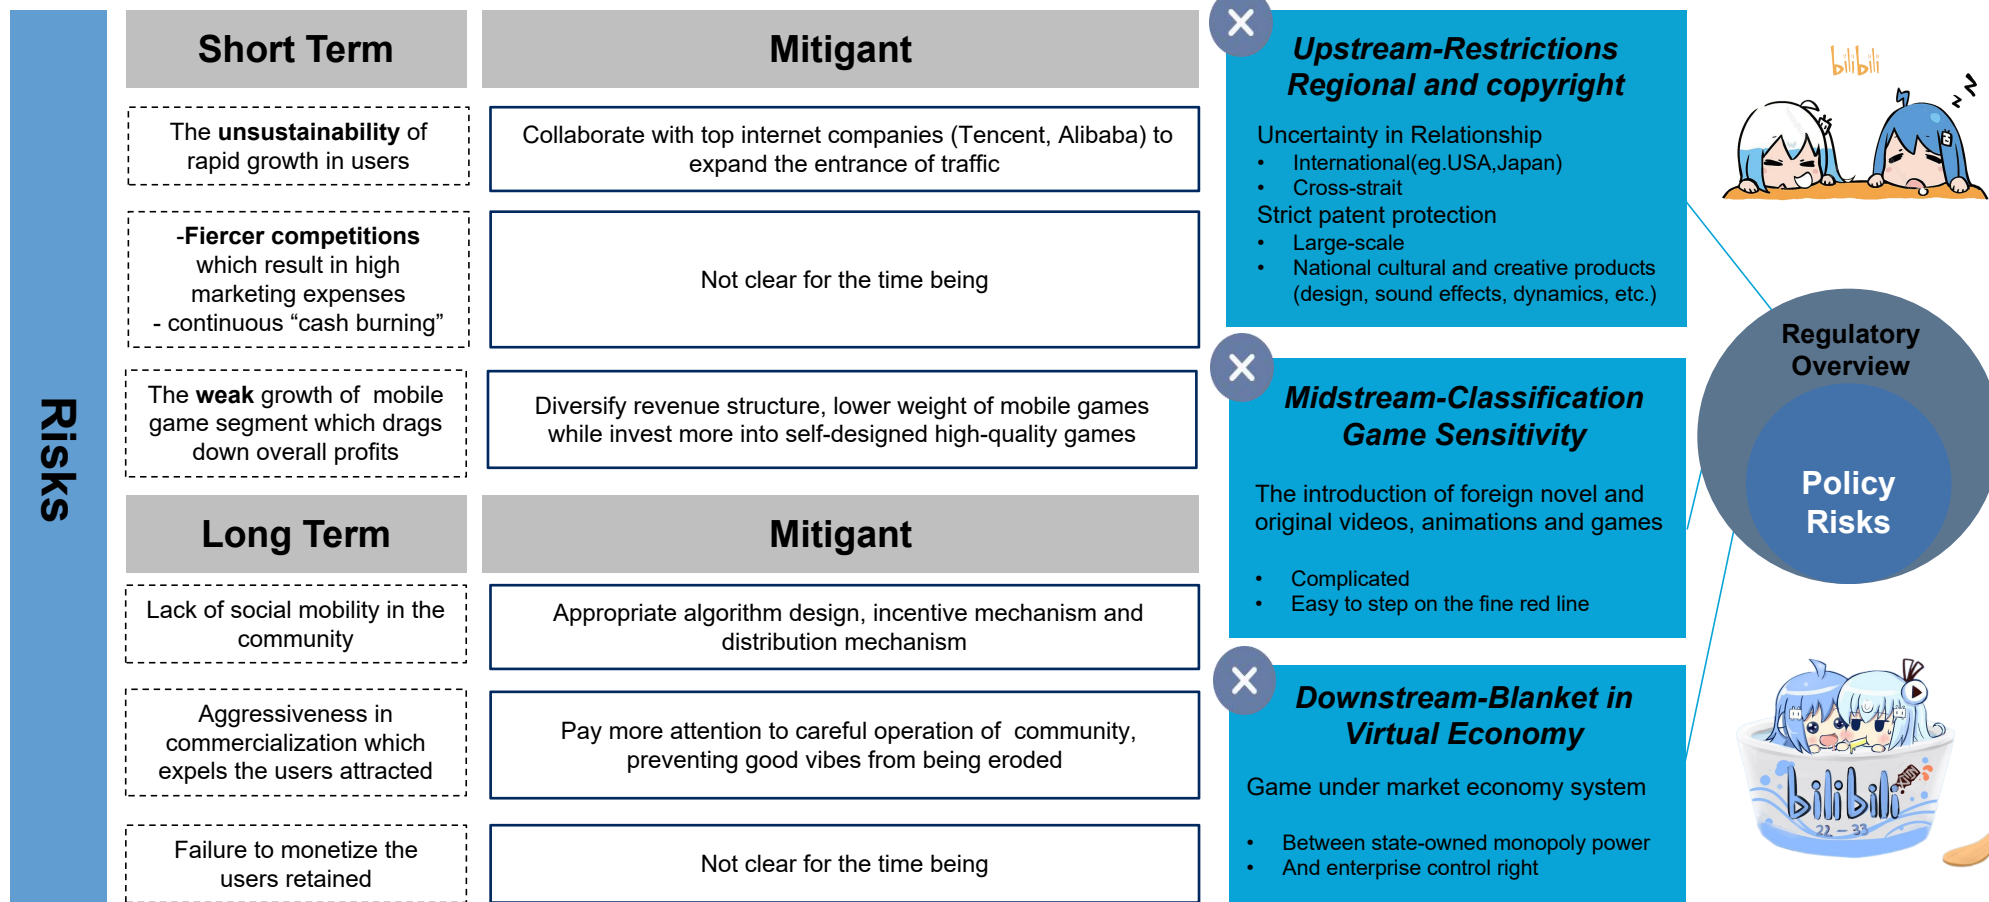 Risks
Short Term
Mitigant
The unsustainability of
rapid growth in users
Collaborate with top internet companies (Tencent, Alibaba) to
expand the entrance of traffic
-Fiercer competitions
which result in high
marketing expenses
- continuous “cash burning”
Not clear for the time being
The weak growth of  mobile
game segment which drags
down overall profits
Diversify revenue structure, lower weight of mobile games
while invest more into self-designed high-quality games
Long Term
Mitigant
Lack of social mobility in the
community
Appropriate algorithm design, incentive mechanism and
distribution mechanism
Aggressiveness in
commercialization which
expels the users attracted
Pay more attention to careful operation of  community,
preventing good vibes from being eroded
Failure to monetize the
users retained
Not clear for the time being
Upstream-Restrictions
Regional and copyright
Uncertainty in Relationship
• International(eg.USA,Japan)
• Cross-strait
Strict patent protection
• Large-scale
• National cultural and creative products
(design, sound effects, dynamics, etc.)
Midstream-Classification
Game Sensitivity
The introduction of foreign novel and
original videos, animations and games
• Complicated
• Easy to step on the fine red line
Downstream-Blanket in
Virtual Economy
Game under market economy system
• Between state-owned monopoly power
• And enterprise control right
bilibili
z z Z
Regulatory
Overview
Policy
Risks
bilibili
22 – 33